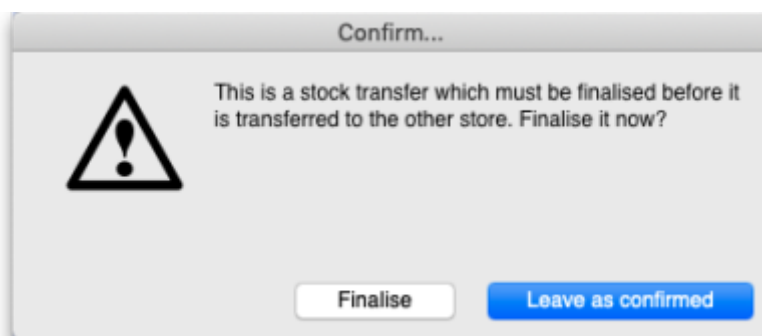 Confirm...
This is a stock transfer which must be finalised before it
is transferred to the other store. Finalise it now?
Finalise
Leave as confirmed